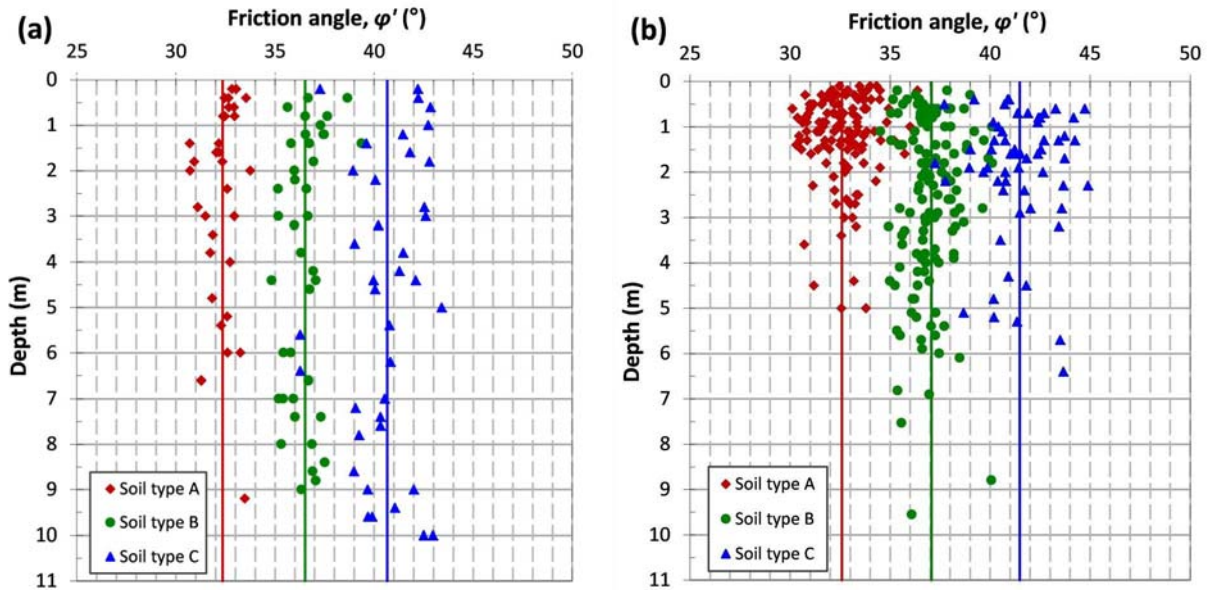 (a)
Friction angle, φ' (°)
25 30 35 40 45 50
0
1
2
3
4
5
6
7
8
9
10
11
Depth (m)
Soil type A
Soil type B
Soil type C
(b)
Friction angle, φ' (°)
25 30 35 40 45 50
0
1
2
3
4
5
6
7
8
9
10
11
Depth (m)
Soil type A
Soil type B
Soil type C